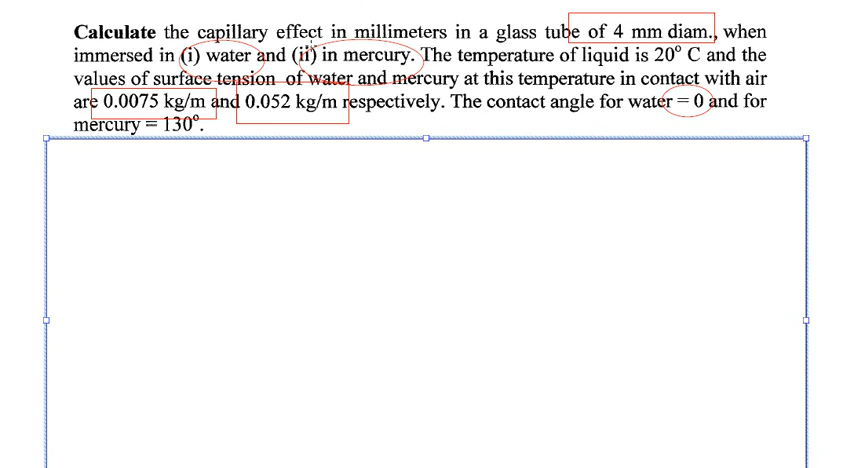 Calculate the capillary effect in millimeters in a glass tube of 4 mm diam., when
immersed in (i) water and (ii) in mercury. The temperature of liquid is 20° C and the
values of surface tension of water and mercury at this temperature in contact with air
are 0.0075 kg/m and 0.052 kg/m respectively. The contact angle for water = 0 and for
mercury = 130°.